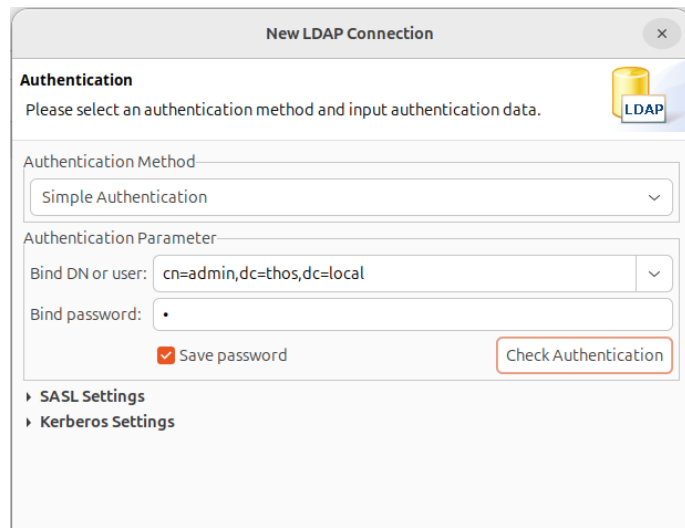 New LDAP Connection
Authentication
Please select an authentication method and input authentication data.
LDAP
Authentication Method
Simple Authentication
Authentication Parameter
Bind DN or user: cn=admin,dc=thos,dc=local
Bind password: •
Save password Check Authentication
SASL Settings
Kerberos Settings